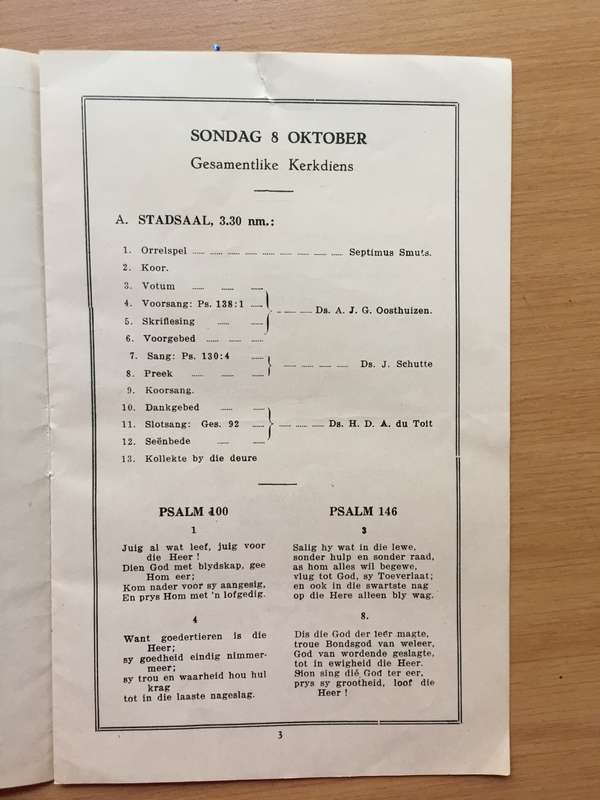 SONDAG 8 OKTOBER
Gesamentlike Kerkdiens
A. STADSAAL, 3.30 nm.:
1. Orrelspel ...... ...... ...... ...... ...... ...... ...... ...... ...... Septimus Smuts.
2. Koor.
3. Votum ...... ...... ......
4. Voorsang: Ps. 138:1 ......
5. Skriflesing ...... ......
6. Voorgebed ...... ...... ......
Ds. A. J. G. Oosthuizen.
7. Sang: Ps. 130:4 ......
8. Preek ...... ...... ......
Ds. J. Schutte
9. Koorsang.
10. Dankgebed ...... ......
11. Slotsang: Ges. 92 ......
12. Seënbede ...... ......
Ds. H. D. A. du Toit
13. Kollekte by die deure
PSALM 100
1
Juig al wat leef, juig voor
die Heer!
Dien God met blydskap, gee
Hom eer;
Kom nader voor sy aangesig,
En prys Hom met 'n lofgedig.
4
Want goedertieren is die
Heer;
sy goedheid eindig nimmer-
meer;
sy trou en waarheid hou hul
krag
tot in die laaste nageslag.
PSALM 146
3
Salig hy wat in die lewe,
sonder hulp en sonder raad,
as hom alles wil begewe,
vlug tot God, sy Toeverlaat;
en ook in die swartste nag
op die Here alleen bly wag.
8.
Dis die God der leër magte,
troue Bondsgod van weleer,
God van wordende geslagte,
tot in ewigheid die Heer.
Sion sing dié God ter eer,
prys sy grootheid, loof die
Heer!
3